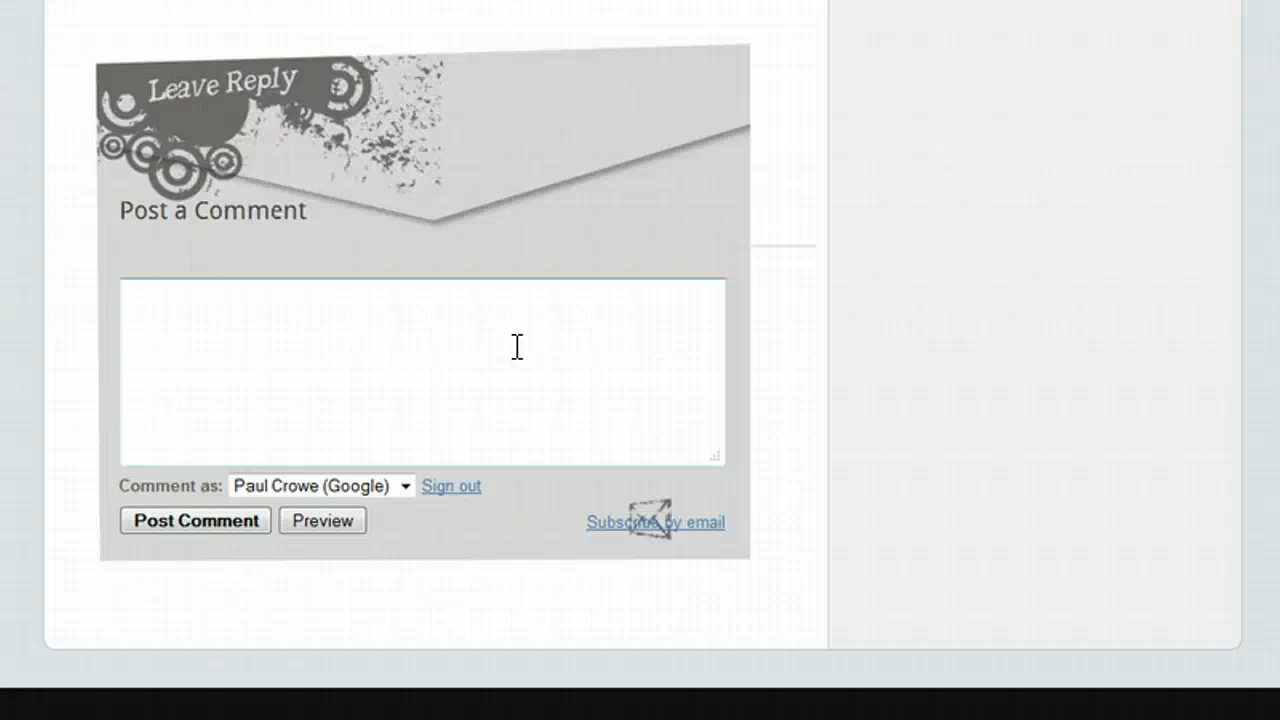 Leave Reply
Post a Comment
Comment as: Paul Crowe (Google) Sign out
Post Comment Preview Subscribe by email